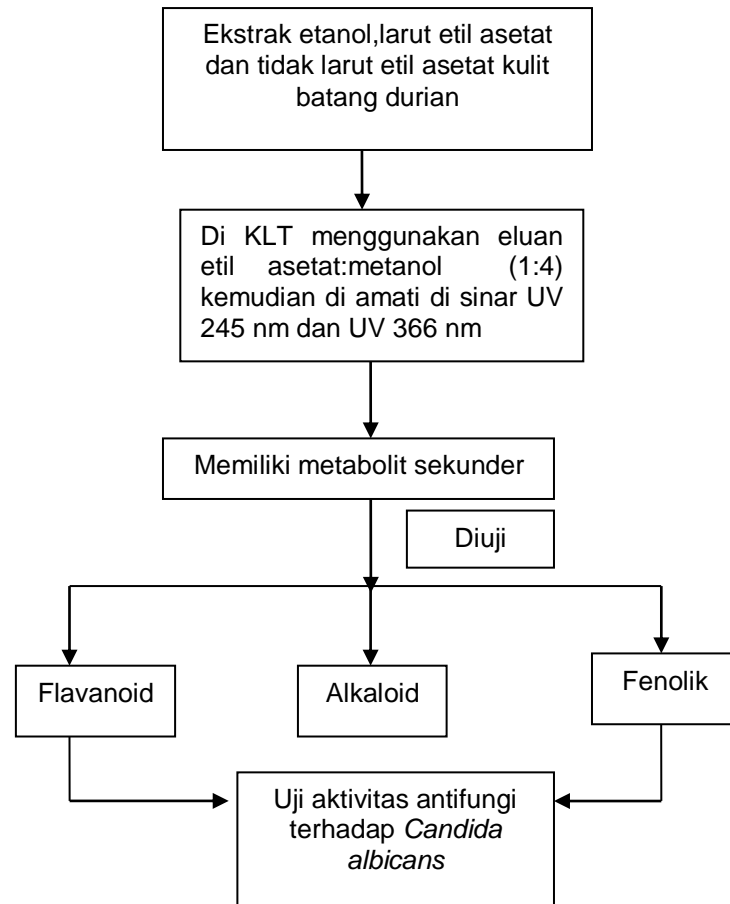 Ekstrak etanol,larut etil asetat
dan tidak larut etil asetat kulit
batang durian
Di KLT menggunakan eluan
etil asetat:metanol (1:4)
kemudian di amati di sinar UV
245 nm dan UV 366 nm
Memiliki metabolit sekunder
Diuji
Flavanoid
Alkaloid
Fenolik
Uji aktivitas antifungi
terhadap Candida
albicans